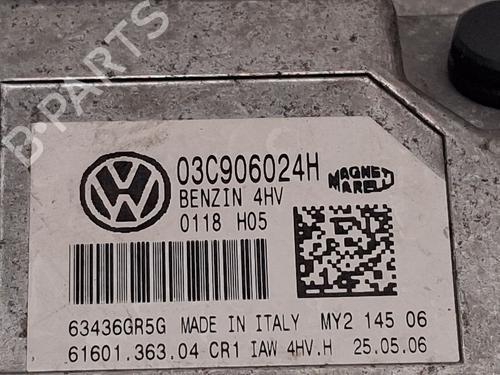 B-PARTS
VW
03C906024H
MAGNETI MARELLI
BENZIN 4HV
0118 H05
63436GR5G MADE IN ITALY MY2 145 06
61601.363.04 CR1 IAW 4HV.H 25.05.06